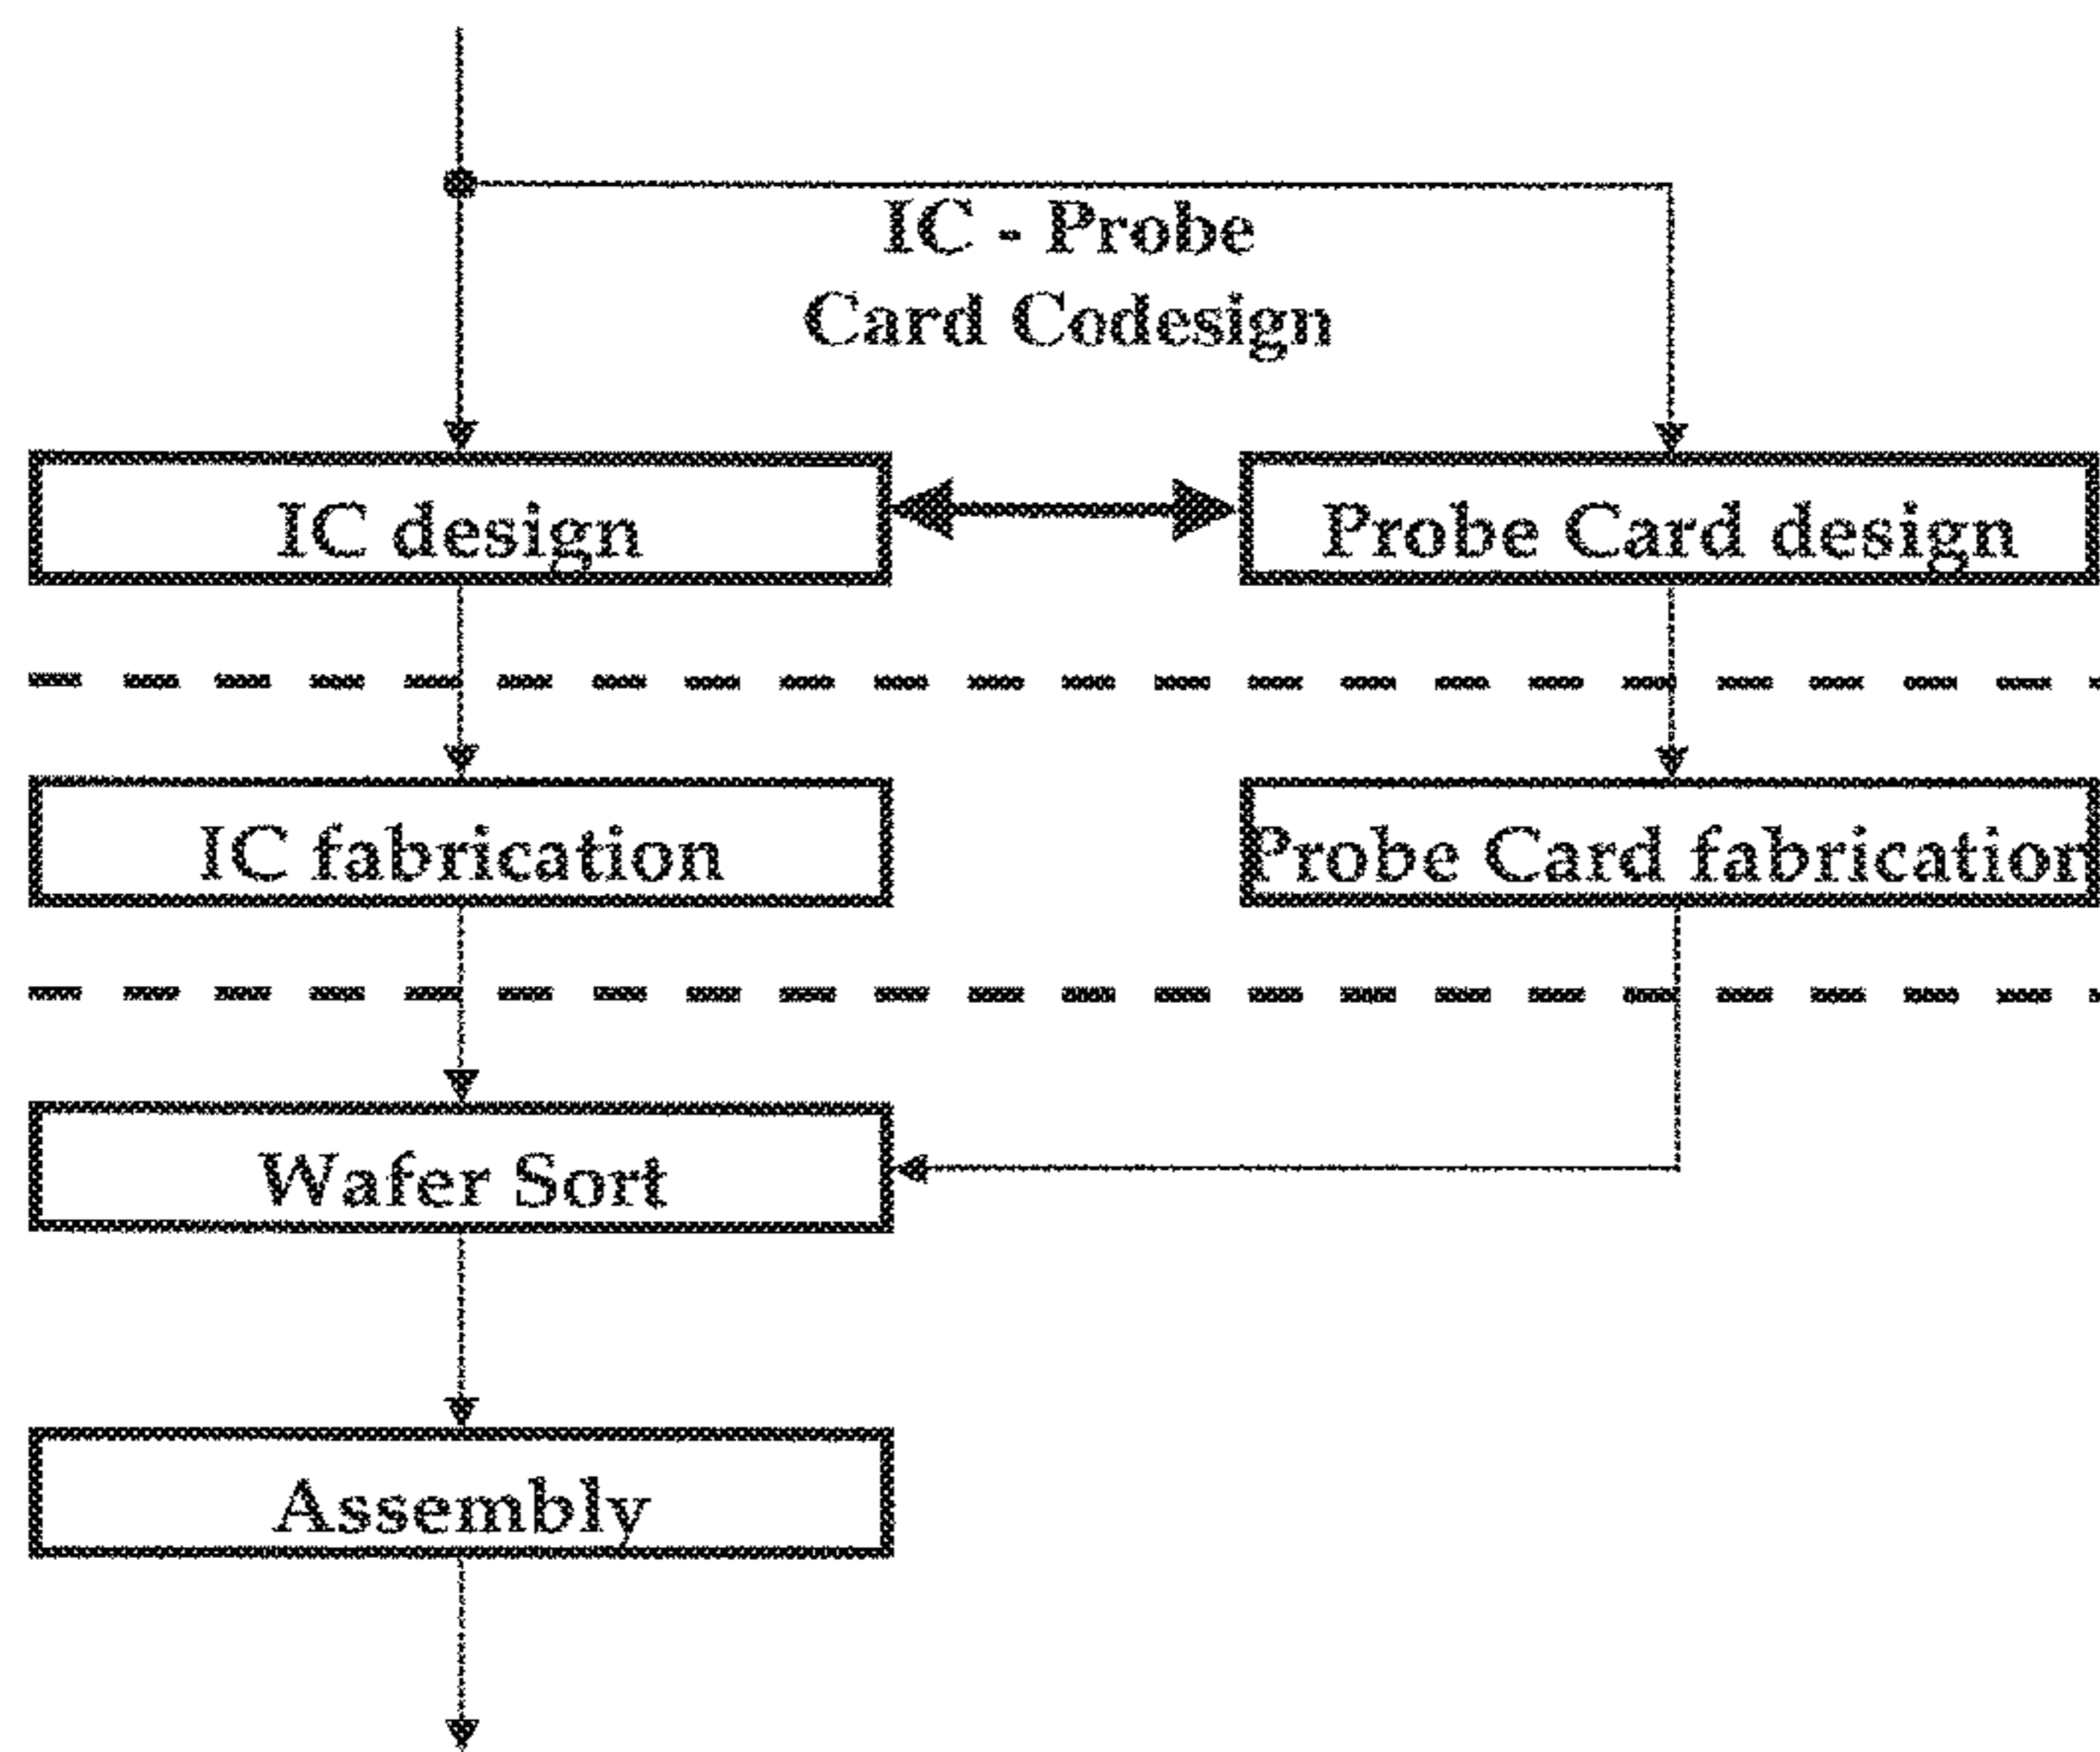 IC - Probe
Card Codesign
IC design
Probe Card design
IC fabrication
Probe Card fabrication
Wafer Sort
Assembly